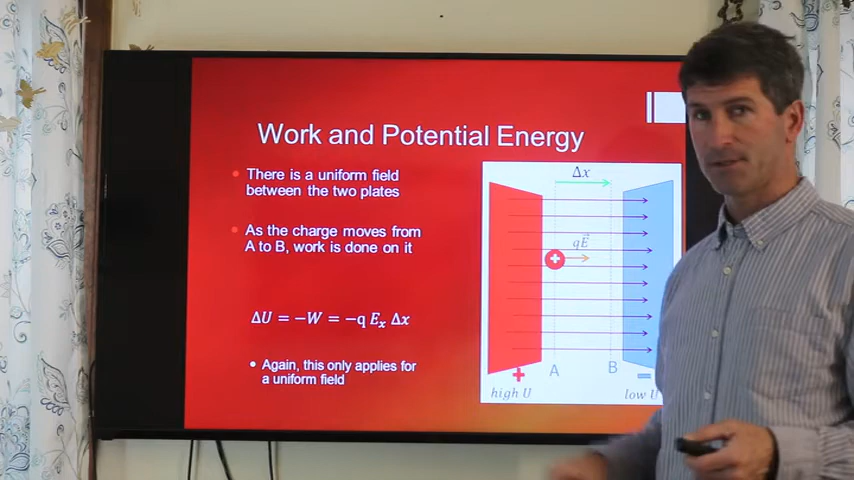 Work and Potential Energy
There is a uniform field
between the two plates
As the charge moves from
A to B, work is done on it
ΔU = −W = −q Eₓ Δx
Again, this only applies for
a uniform field
Δx
qE⃗
+
A
B
+
−
high U
low U